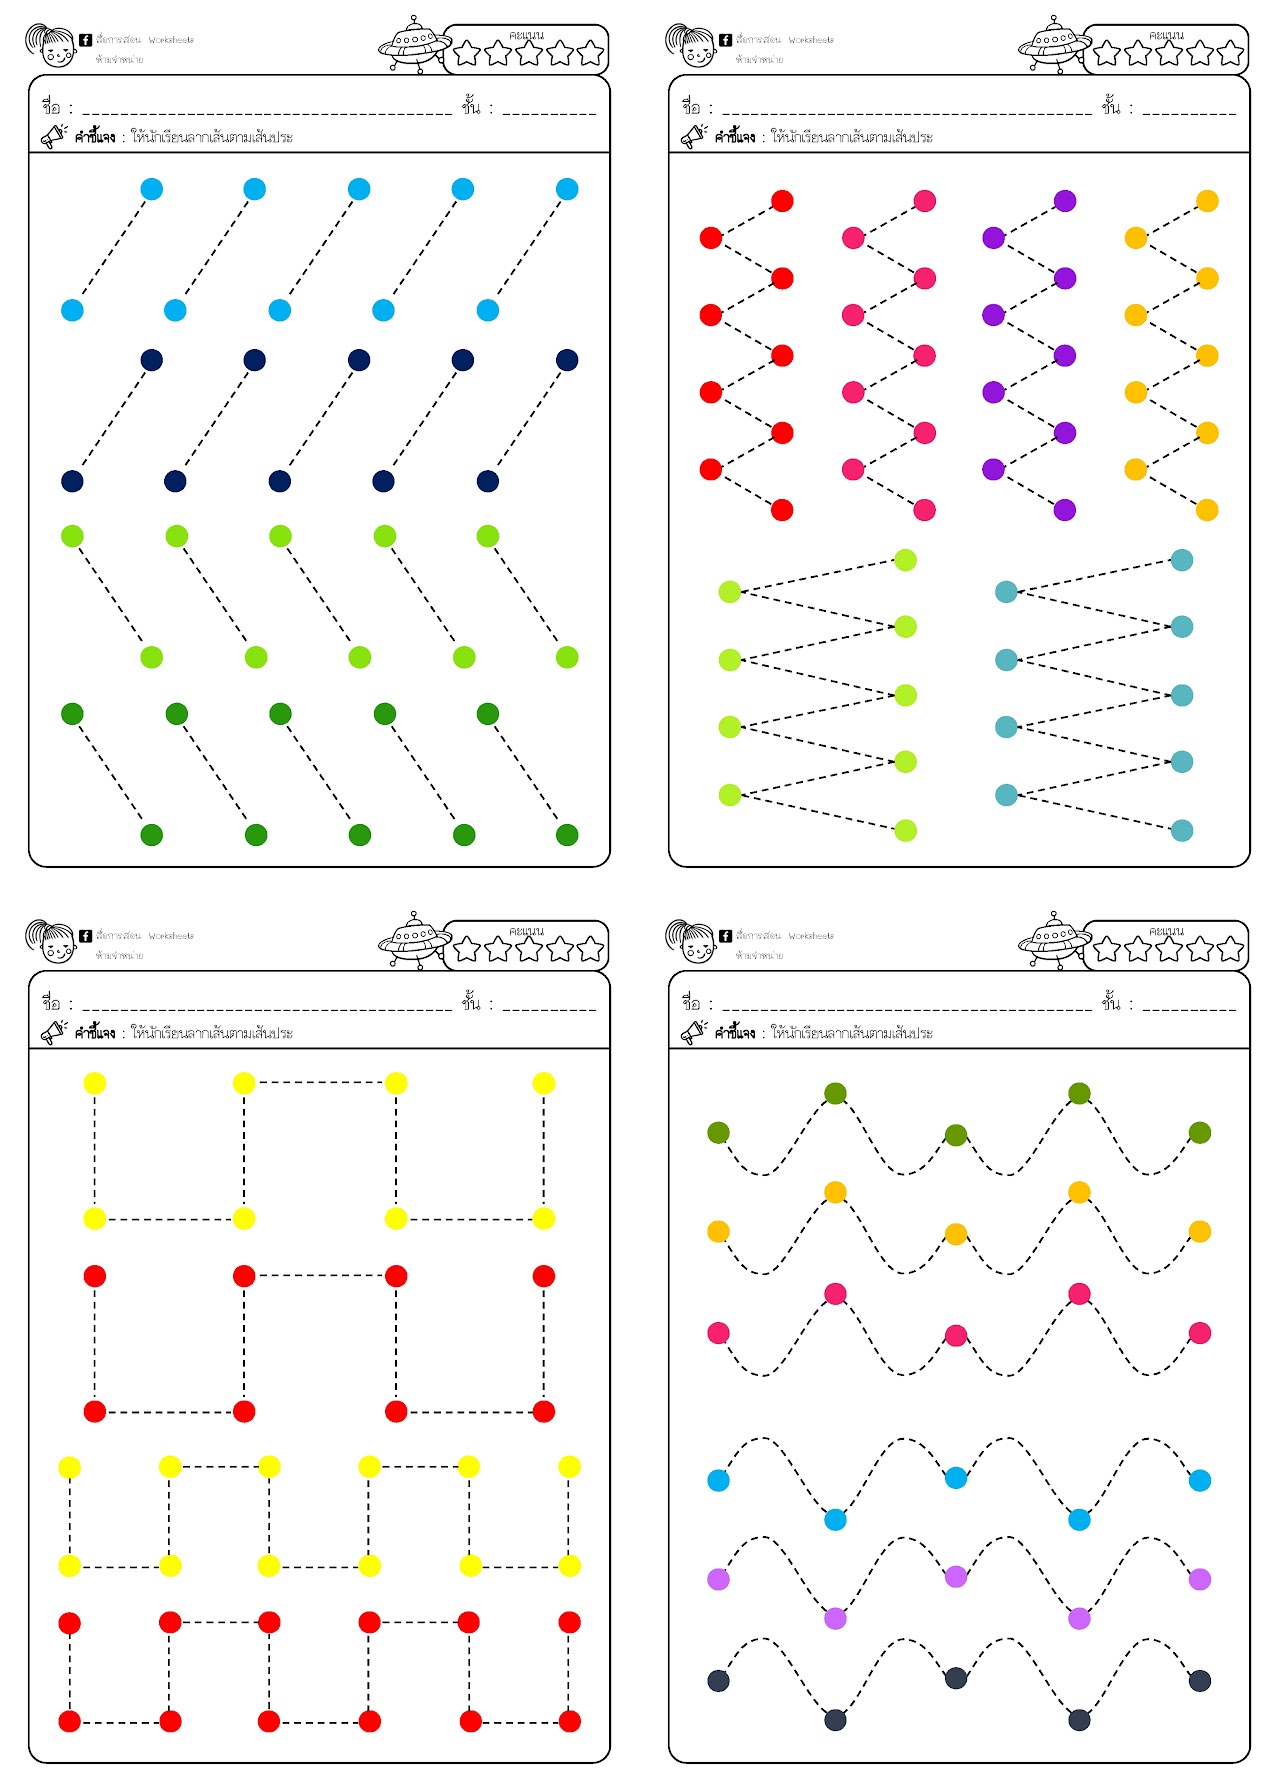 สื่อการสอน Worksheets
ห้ามจำหน่าย
คะแนน
ชื่อ : ชั้น :
คำชี้แจง : ให้นักเรียนลากเส้นตามเส้นประ
สื่อการสอน Worksheets
ห้ามจำหน่าย
คะแนน
ชื่อ : ชั้น :
คำชี้แจง : ให้นักเรียนลากเส้นตามเส้นประ
สื่อการสอน Worksheets
ห้ามจำหน่าย
คะแนน
ชื่อ : ชั้น :
คำชี้แจง : ให้นักเรียนลากเส้นตามเส้นประ
สื่อการสอน Worksheets
ห้ามจำหน่าย
คะแนน
ชื่อ : ชั้น :
คำชี้แจง : ให้นักเรียนลากเส้นตามเส้นประ